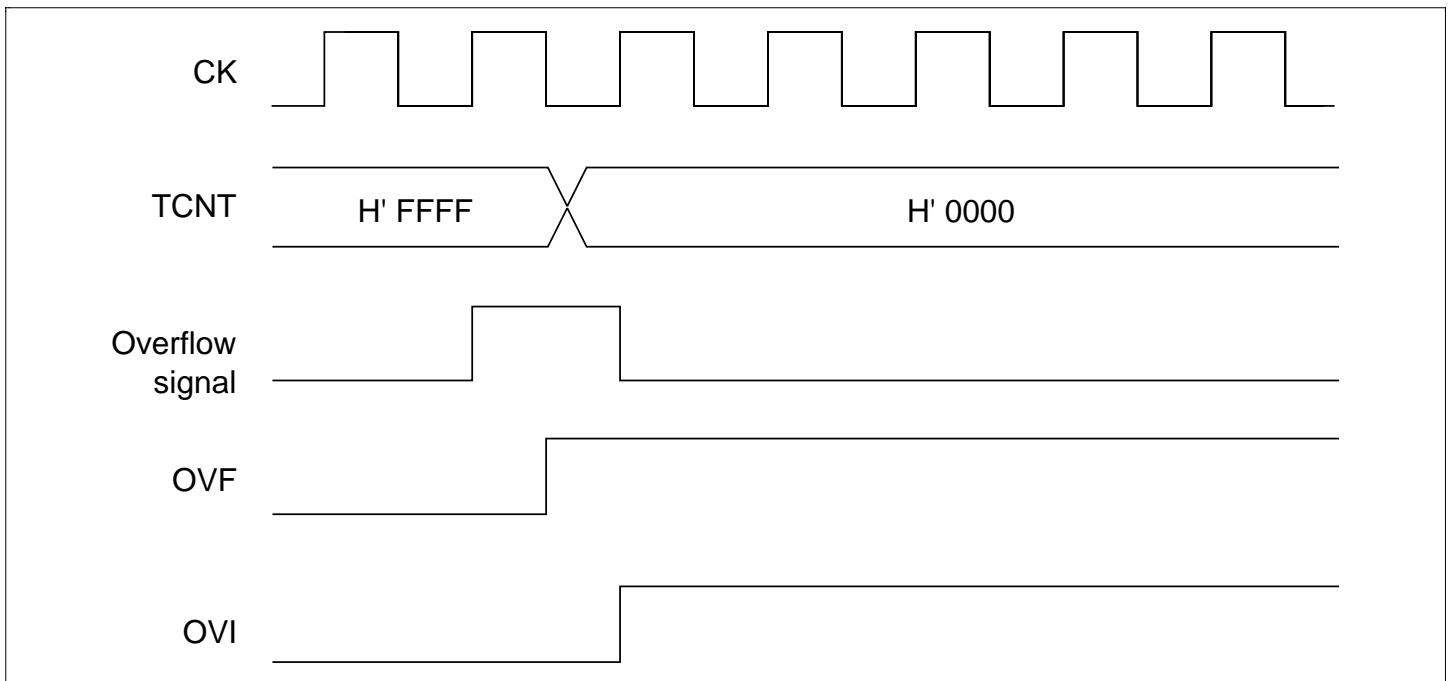 CK
TCNT
H' FFFF
H' 0000
Overflow
signal
OVF
OVI